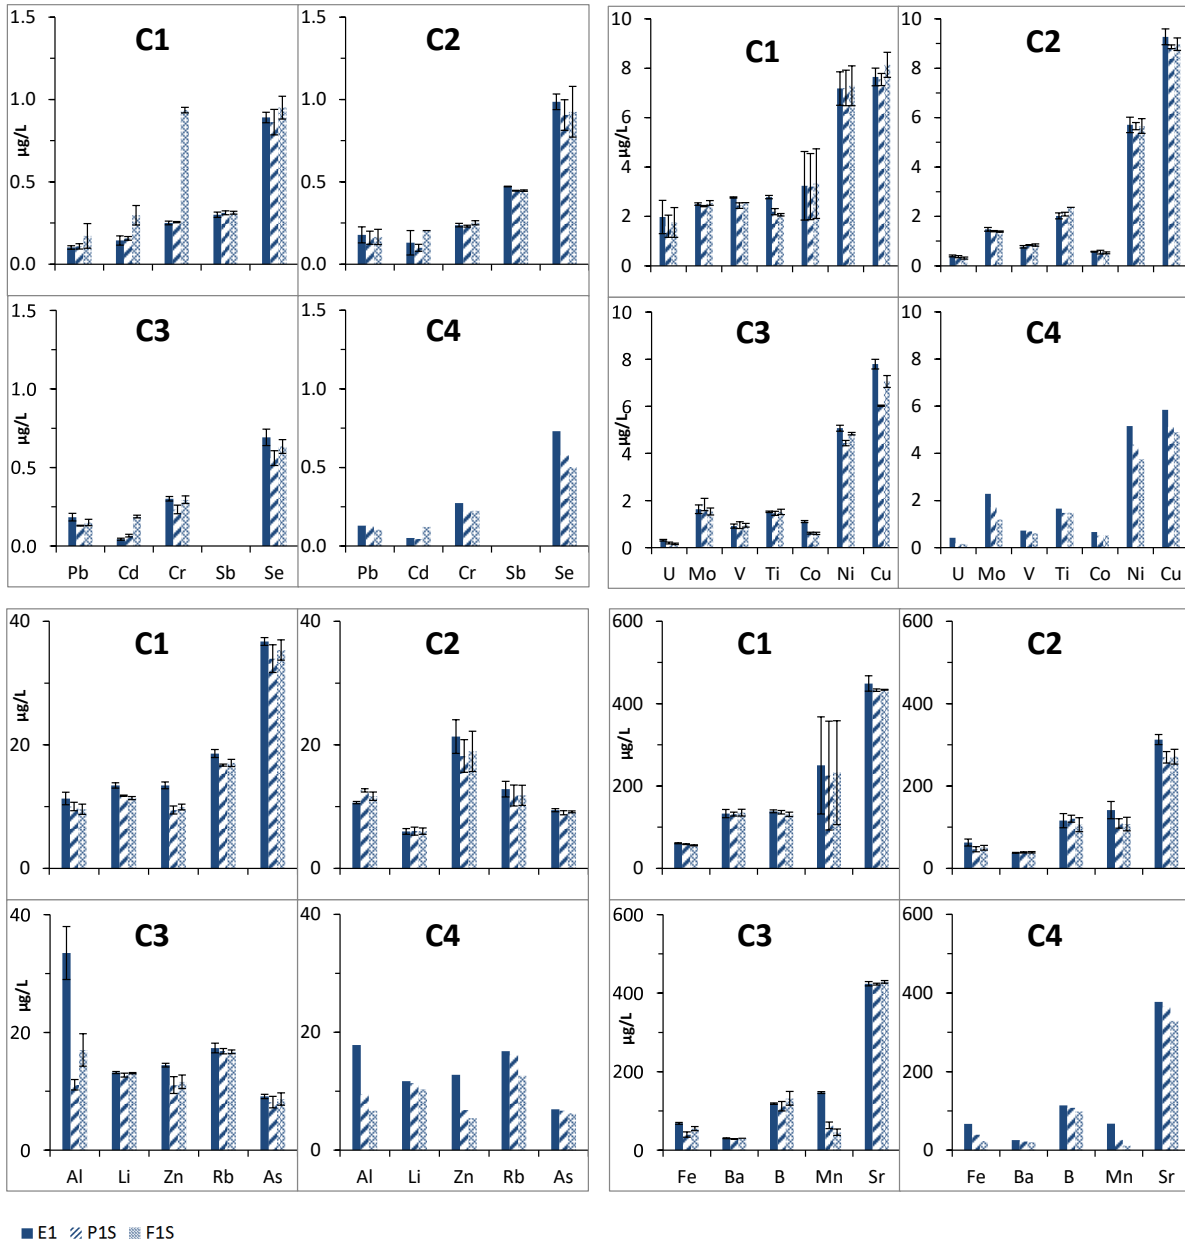 1.5 C1 1.5 C2
1.0 1.0
µg/L
0.5 0.5
0.0 0.0
1.5 C3 1.5 C4
1.0 1.0
µg/L
0.5 0.5
0.0 0.0
Pb Cd Cr Sb Se Pb Cd Cr Sb Se
10 C1 10 C2
8 8
µg/L
6 6
4 4
2 2
0 0
10 C3 10 C4
8 8
6 6
µg/L
4 4
2 2
0 0
U Mo V Ti Co Ni Cu U Mo V Ti Co Ni Cu
40 C1 40 C2
µg/L
20 20
0 0
40 C3 40 C4
µg/L
20 20
0 0
Al Li Zn Rb As Al Li Zn Rb As
600 C1 600 C2
400 400
µg/L
200 200
0 0
600 C3 600 C4
400 400
µg/L
200 200
0 0
Fe Ba B Mn Sr Fe Ba B Mn Sr
E1 P1S F1S